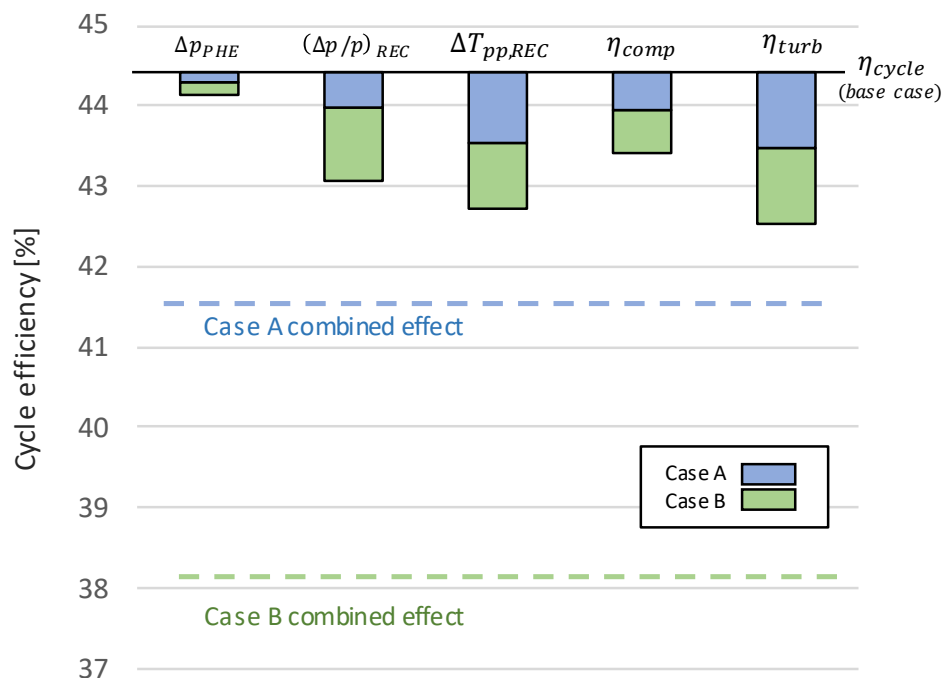 45
Δp_PHE
(Δp/p)_REC
ΔT_pp,REC
η_comp
η_turb
η_cycle
(base case)
44
43
42
Case A combined effect
41
40
39
Case A
Case B
38
Case B combined effect
37
Cycle efficiency [%]